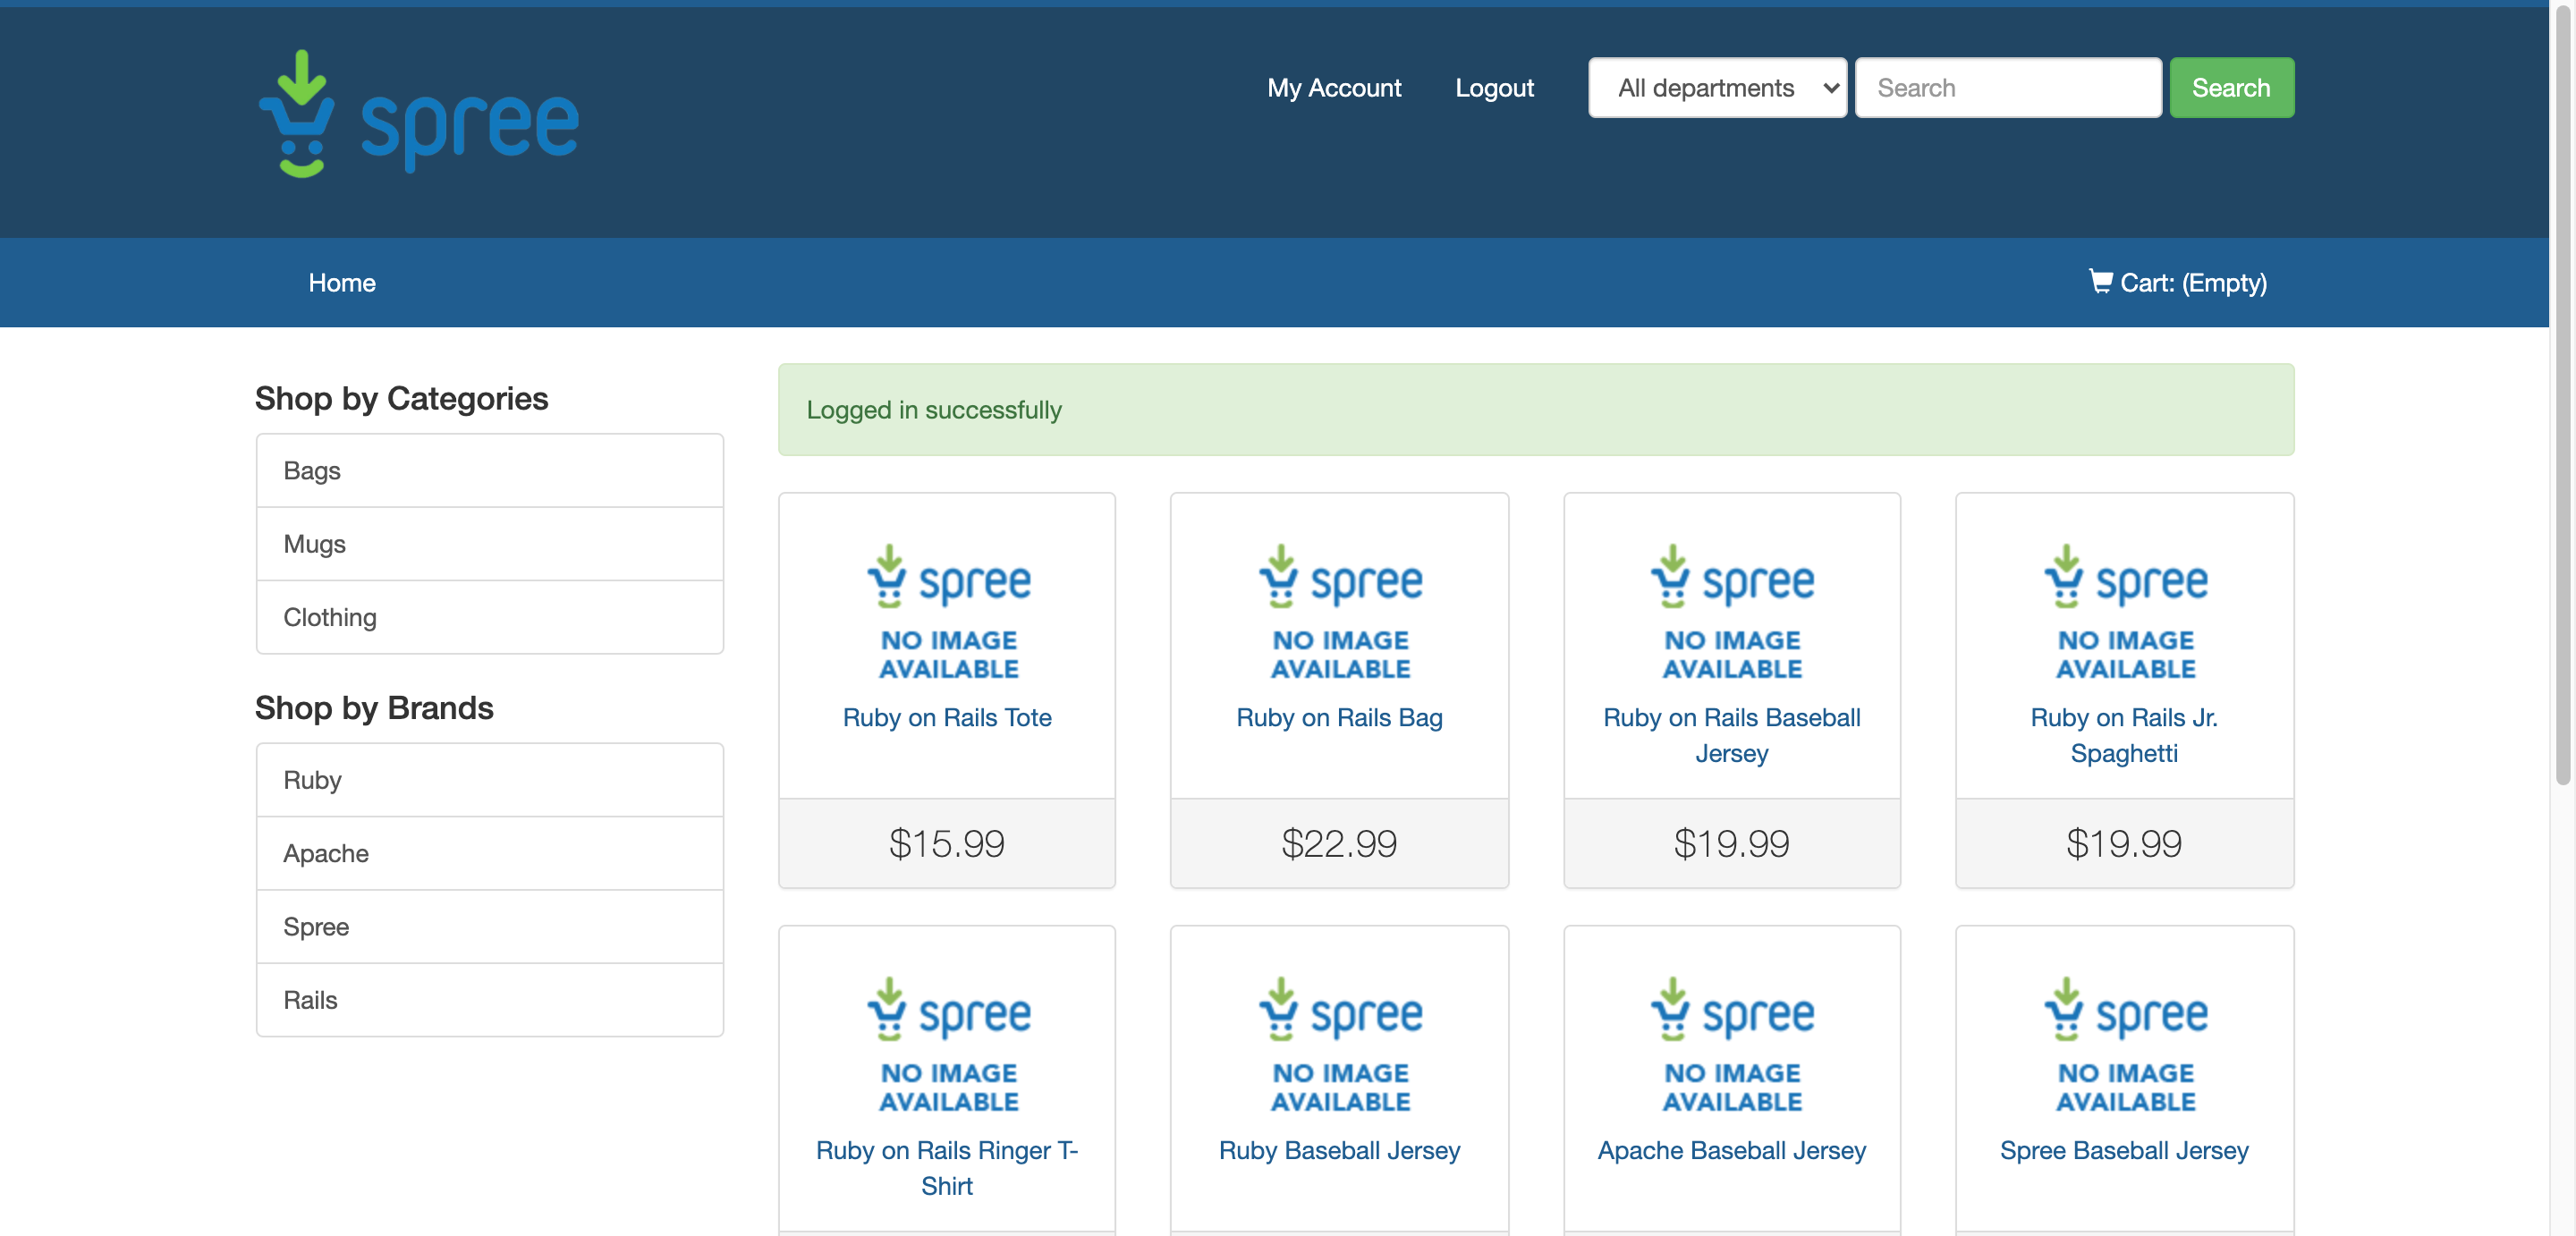 spree
My Account
Logout
All departments
Search
Search
Home
Cart: (Empty)
Shop by Categories
Bags
Mugs
Clothing
Shop by Brands
Ruby
Apache
Spree
Rails
Logged in successfully
spree
NO IMAGE
AVAILABLE
Ruby on Rails Tote
$15.99
spree
NO IMAGE
AVAILABLE
Ruby on Rails Bag
$22.99
spree
NO IMAGE
AVAILABLE
Ruby on Rails Baseball
Jersey
$19.99
spree
NO IMAGE
AVAILABLE
Ruby on Rails Jr.
Spaghetti
$19.99
spree
NO IMAGE
AVAILABLE
Ruby on Rails Ringer T-
Shirt
spree
NO IMAGE
AVAILABLE
Ruby Baseball Jersey
spree
NO IMAGE
AVAILABLE
Apache Baseball Jersey
spree
NO IMAGE
AVAILABLE
Spree Baseball Jersey